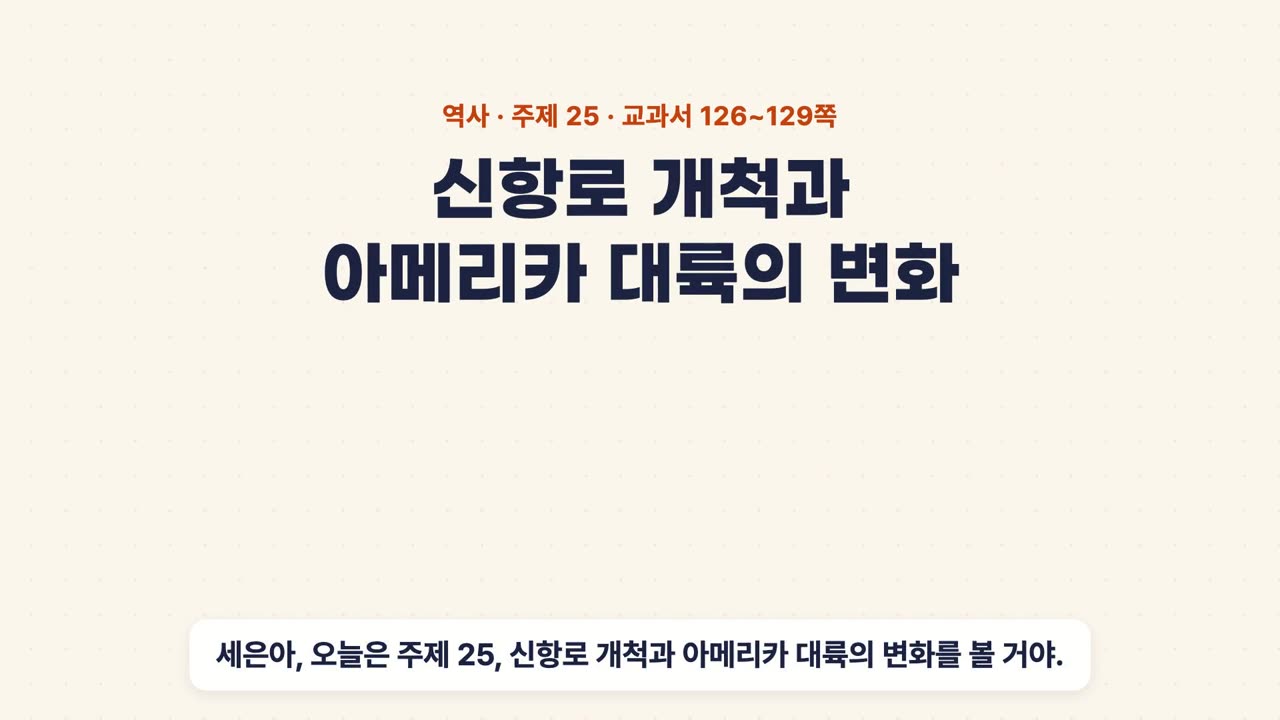 역사 · 주제 25 · 교과서 126~129쪽
신항로 개척과
아메리카 대륙의 변화
세은아, 오늘은 주제 25, 신항로 개척과 아메리카 대륙의 변화를 볼 거야.